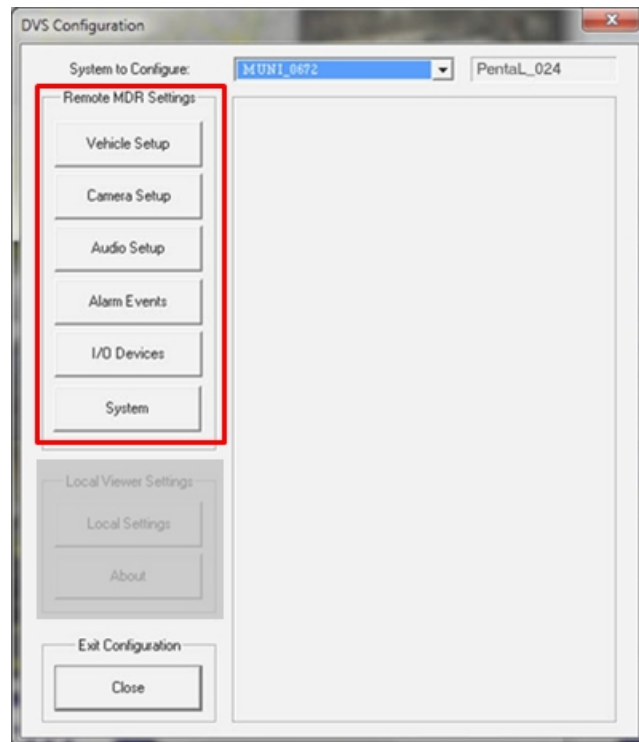 DVS Configuration
System to Configure: MUNI_0672 PentaL_024
Remote MDR Settings
Vehicle Setup
Camera Setup
Audio Setup
Alarm Events
I/O Devices
System
Local Viewer Settings
Local Settings
About
Exit Configuration
Close